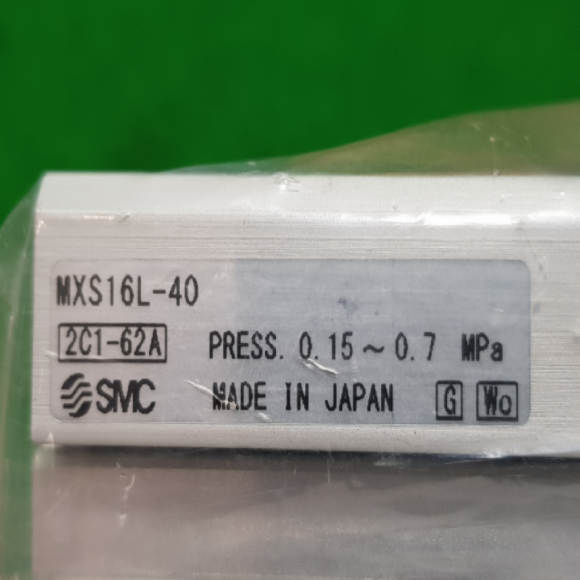 MXS16L-40
2C1-62A PRESS. 0.15~0.7 MPa
SMC MADE IN JAPAN G Wo